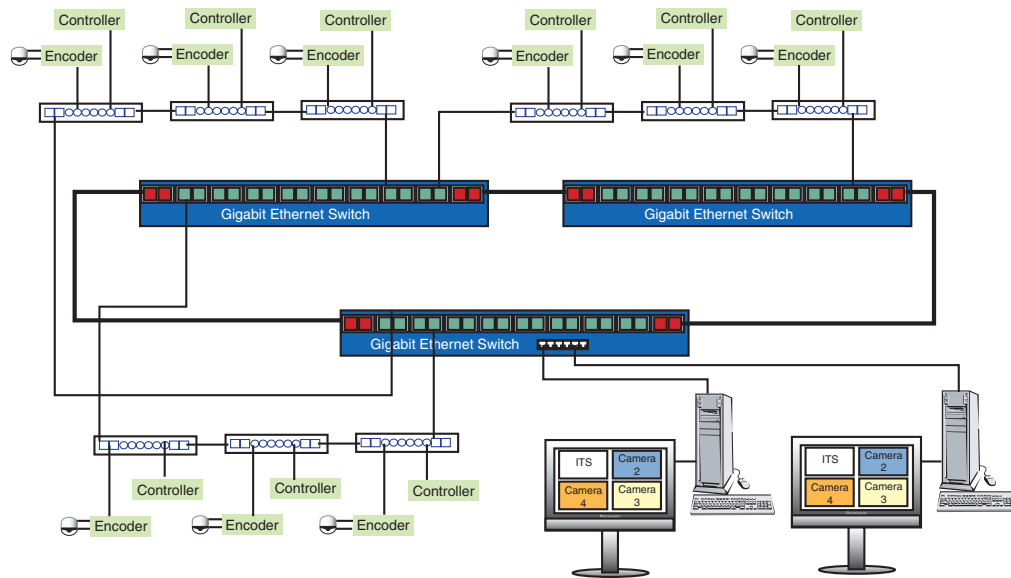 Controller
Controller
Controller
Controller
Controller
Controller
Encoder
Encoder
Encoder
Encoder
Encoder
Encoder
Gigabit Ethernet Switch
Gigabit Ethernet Switch
Gigabit Ethernet Switch
Controller
Controller
Controller
Encoder
Encoder
Encoder
ITS
Camera
2
Camera
4
Camera
3
ITS
Camera
2
Camera
4
Camera
3